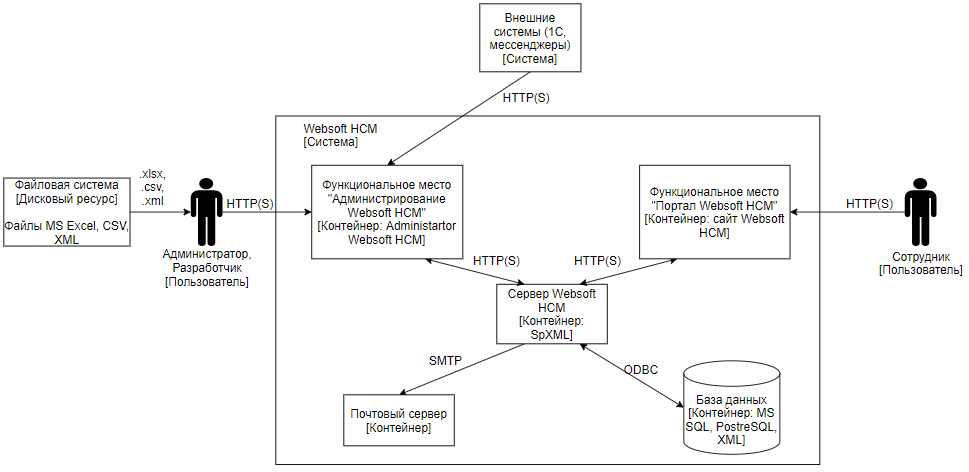 Внешние
системы (1С,
мессенджеры)
[Система]
HTTP(S)
Websoft HCM
[Система]
Файловая система
[Дисковый ресурс]
Файлы MS Excel, CSV,
XML
.xlsx,
.csv,
.xml
Администратор,
Разработчик
[Пользователь]
HTTP(S)
Функциональное место
"Администрирование
Websoft HCM"
[Контейнер: Administartor
Websoft HCM]
Функциональное место
"Портал Websoft HCM"
[Контейнер: сайт Websoft
HCM]
HTTP(S)
Сотрудник
[Пользователь]
HTTP(S)
HTTP(S)
Сервер Websoft
HCM
[Контейнер:
SpXML]
SMTP
ODBC
Почтовый сервер
[Контейнер]
База данных
[Контейнер: MS
SQL, PostreSQL,
XML]